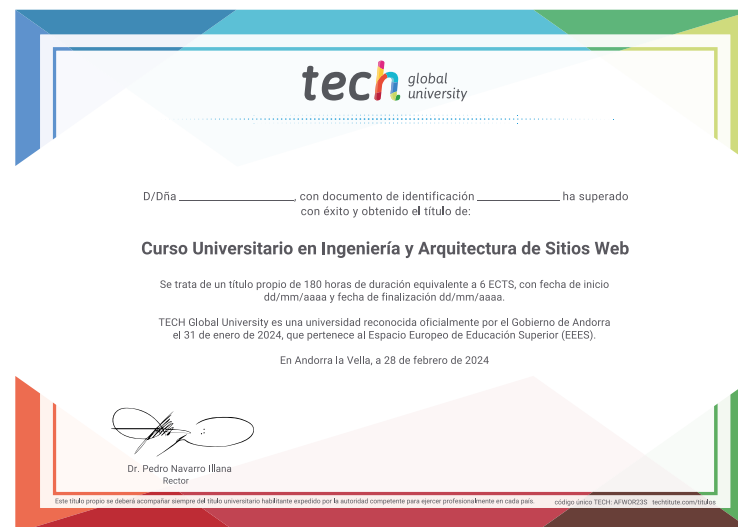 tech global university
D/Dña ______________, con documento de identificación ______________ ha superado
con éxito y obtenido el título de:
Curso Universitario en Ingeniería y Arquitectura de Sitios Web
Se trata de un título propio de 180 horas de duración equivalente a 6 ECTS, con fecha de inicio
dd/mm/aaaa y fecha de finalización dd/mm/aaaa.
TECH Global University es una universidad reconocida oficialmente por el Gobierno de Andorra
el 31 de enero de 2024, que pertenece al Espacio Europeo de Educación Superior (EEES).
En Andorra la Vella, a 28 de febrero de 2024
Dr. Pedro Navarro Illana
Rector
Este título propio se deberá acompañar siempre del título universitario habilitante expedido por la autoridad competente para ejercer profesionalmente en cada país. código único TECH: AFWOR23S techtitute.com/titulos